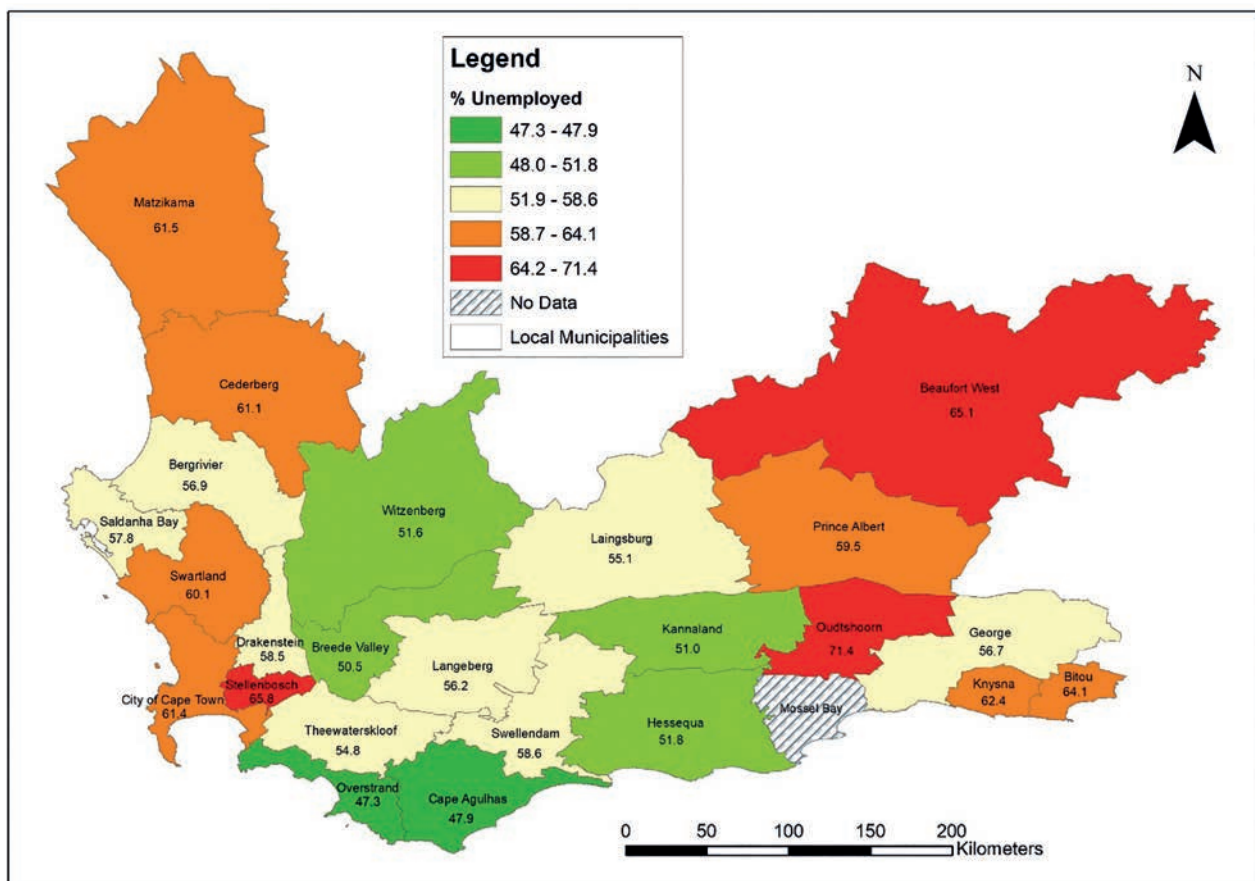 Legend
% Unemployed
47.3 - 47.9
48.0 - 51.8
51.9 - 58.6
58.7 - 64.1
64.2 - 71.4
No Data
Local Municipalities
N
Matzikama
61.5
Cederberg
61.1
Bergrivier
56.9
Saldanha Bay
57.8
Swartland
60.1
Witzenberg
51.6
Laingsburg
55.1
Beaufort West
65.1
Prince Albert
59.5
Drakenstein
58.5
Breede Valley
50.5
Stellenbosch
65.8
City of Cape Town
61.4
Langeberg
56.2
Kannaland
51.0
Oudtshoorn
71.4
George
56.7
Knysna
62.4
Bitou
64.1
Mossel Bay
Hessequa
51.8
Theewaterskloof
54.8
Swellendam
58.6
Overstrand
47.3
Cape Agulhas
47.9
0 50 100 150 200
Kilometers